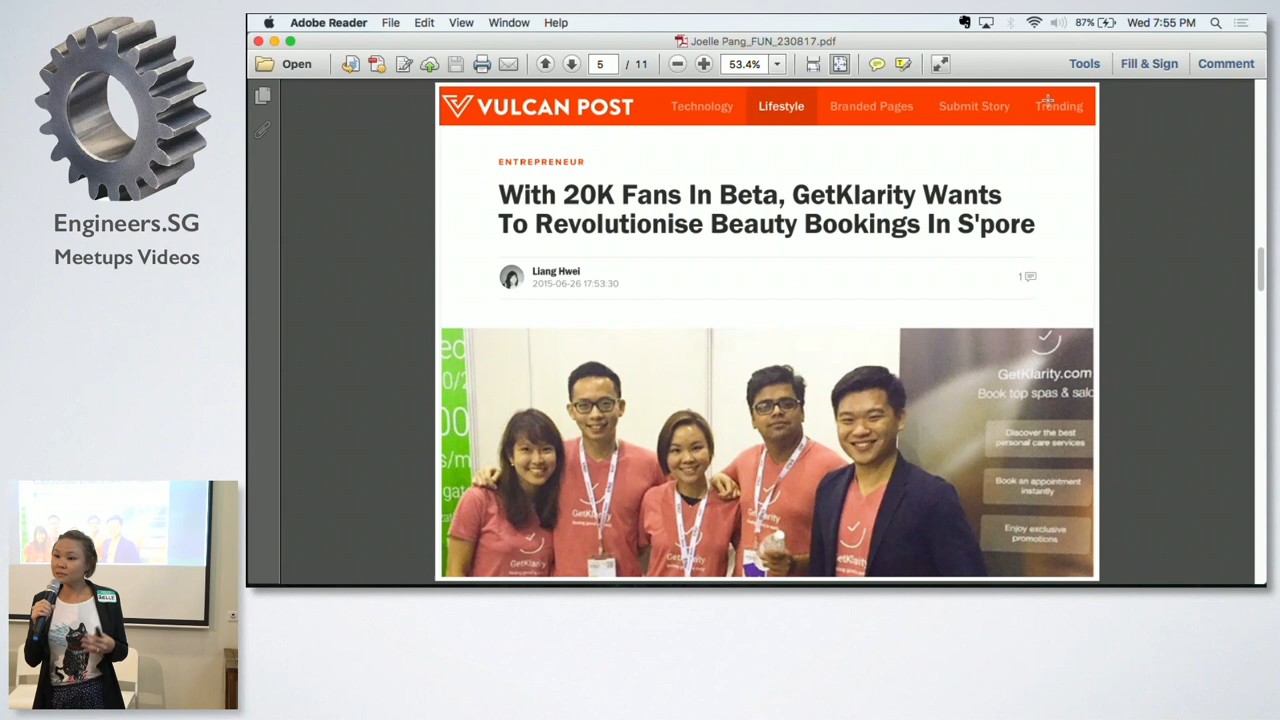 Adobe Reader File Edit View Window Help
87% Wed 7:55 PM
Joelle Pang_FUN_230817.pdf
Open 5 / 11 53.4% Tools Fill & Sign Comment
VULCAN POST Technology Lifestyle Branded Pages Submit Story Trending
ENTREPRENEUR
With 20K Fans In Beta, GetKlarity Wants
To Revolutionise Beauty Bookings In S'pore
Liang Hwei
2015-06-26 17:53:30
1
GetKlarity.com
Book top spas & salo
Discover the best
personal care services
Book an appointment
instantly
Enjoy exclusive
promotions
GetKlarity
GetKlarity
Engineers.SG
Meetups Videos